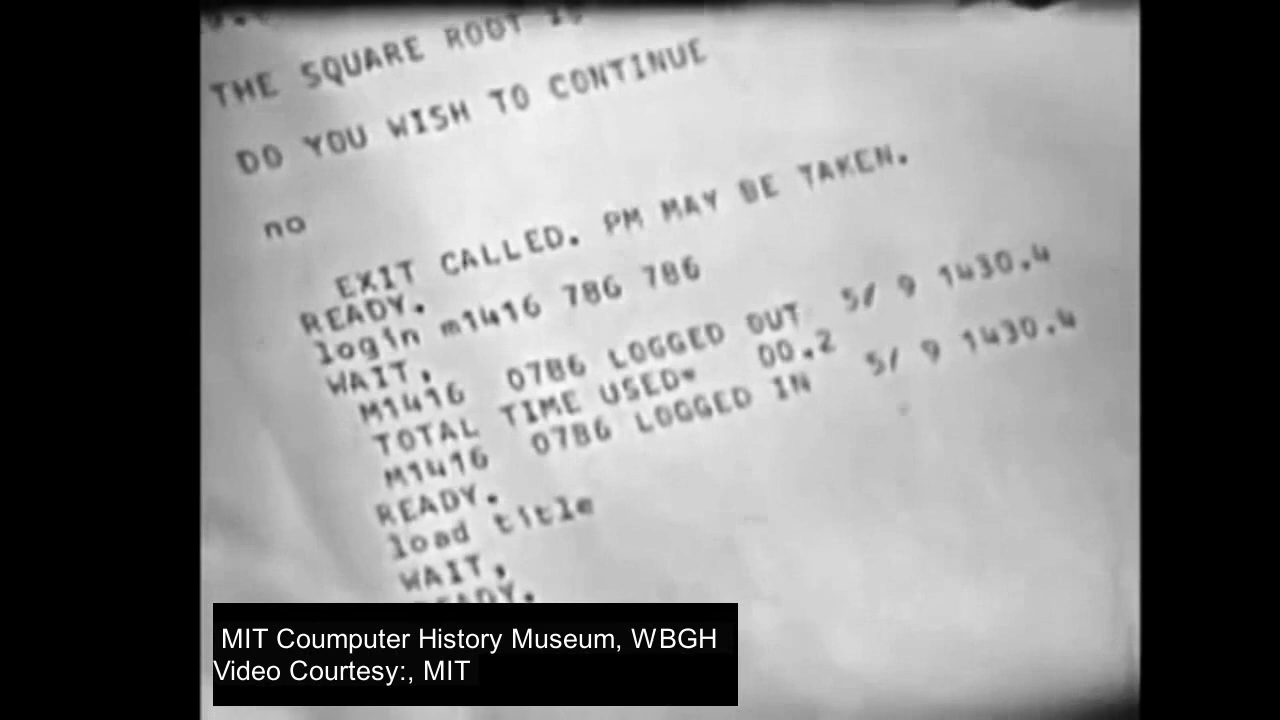 THE SQUARE ROOT IS
DO YOU WISH TO CONTINUE
no
EXIT CALLED. PM MAY BE TAKEN.
READY.
login m1416 786 786
WAIT,
M1416 0786 LOGGED OUT 5/ 9 1430.4
TOTAL TIME USED= 00.2
M1416 0786 LOGGED IN 5/ 9 1430.4
READY.
load title
WAIT,
READY.
MIT Coumputer History Museum, WBGH
Video Courtesy:, MIT